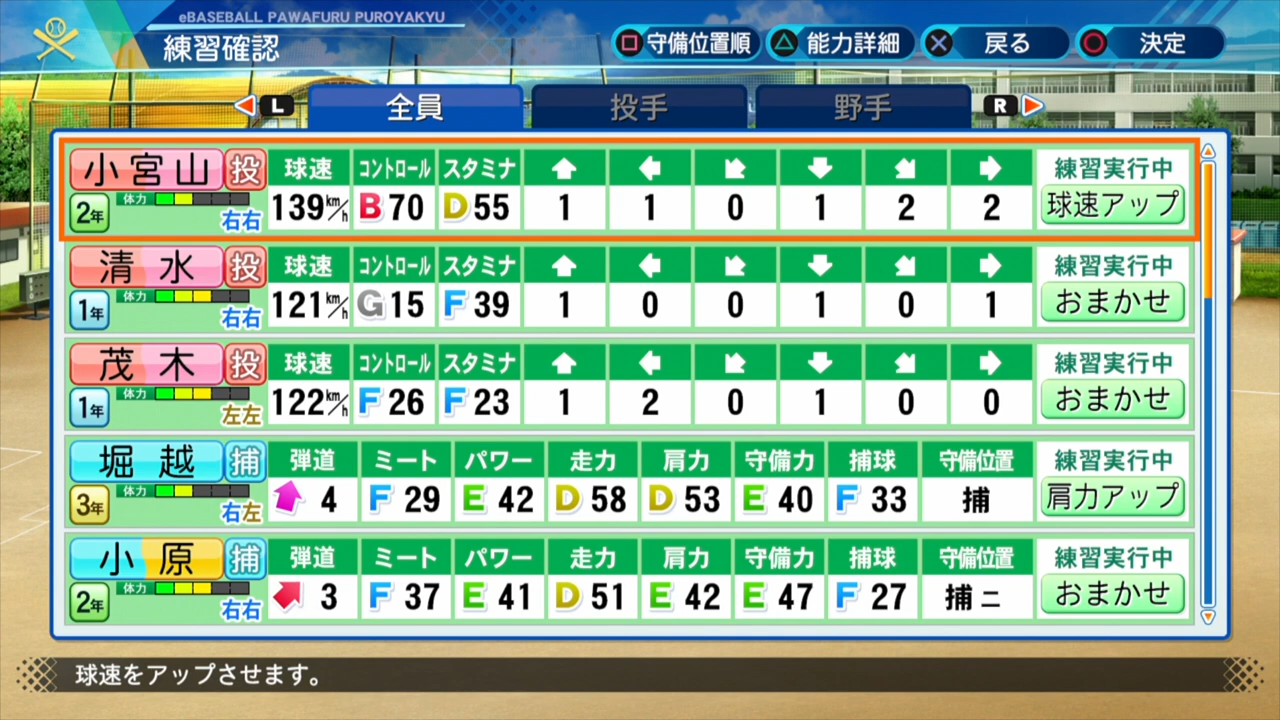 eBASEBALL PAWAFURU PUROYAKYU
練習確認
守備位置順 能力詳細 戻る 決定
L 全員 投手 野手 R
小宮山 投 球速 コントロール スタミナ 練習実行中
2年 体力 右右 139km/h B 70 D 55 1 1 0 1 2 2 球速アップ
清水 投 球速 コントロール スタミナ 練習実行中
1年 体力 右右 121km/h G 15 F 39 1 0 0 1 0 1 おまかせ
茂木 投 球速 コントロール スタミナ 練習実行中
1年 体力 左左 122km/h F 26 F 23 1 2 0 1 0 0 おまかせ
堀越 捕 弾道 ミート パワー 走力 肩力 守備力 捕球 守備位置 練習実行中
3年 体力 右左 4 F 29 E 42 D 58 D 53 E 40 F 33 捕 肩力アップ
小原 捕 弾道 ミート パワー 走力 肩力 守備力 捕球 守備位置 練習実行中
2年 体力 右右 3 F 37 E 41 D 51 E 42 E 47 F 27 捕二 おまかせ
球速をアップさせます。